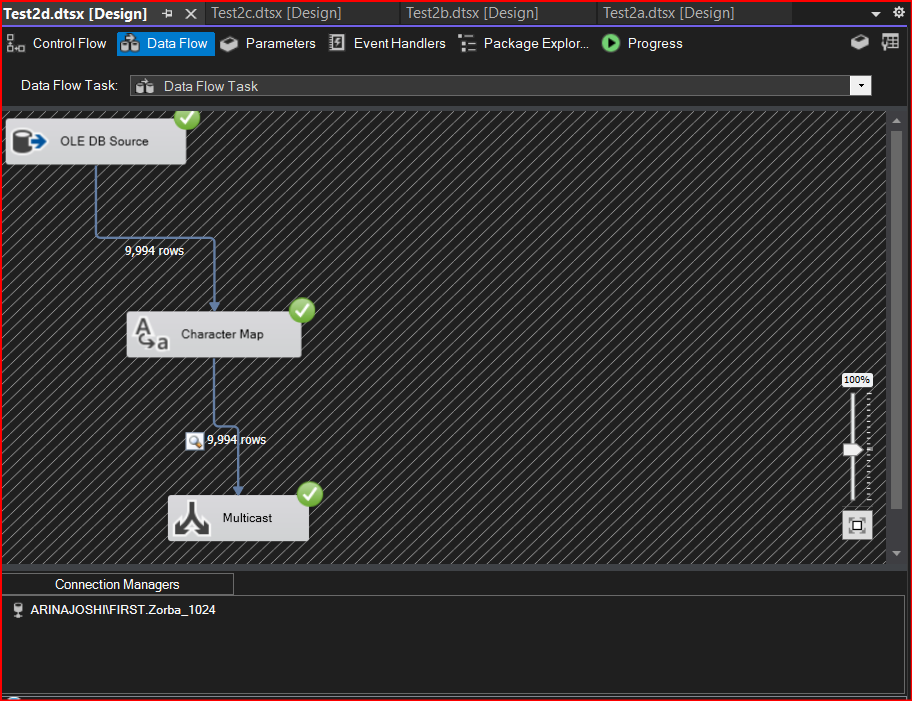 Test2d.dtsx [Design] Test2c.dtsx [Design] Test2b.dtsx [Design] Test2a.dtsx [Design]
Control Flow Data Flow Parameters Event Handlers Package Explor... Progress
Data Flow Task: Data Flow Task
OLE DB Source
9,994 rows
A
a
Character Map
100%
9,994 rows
Multicast
Connection Managers
ARINAJOSHI\FIRST.Zorba_1024